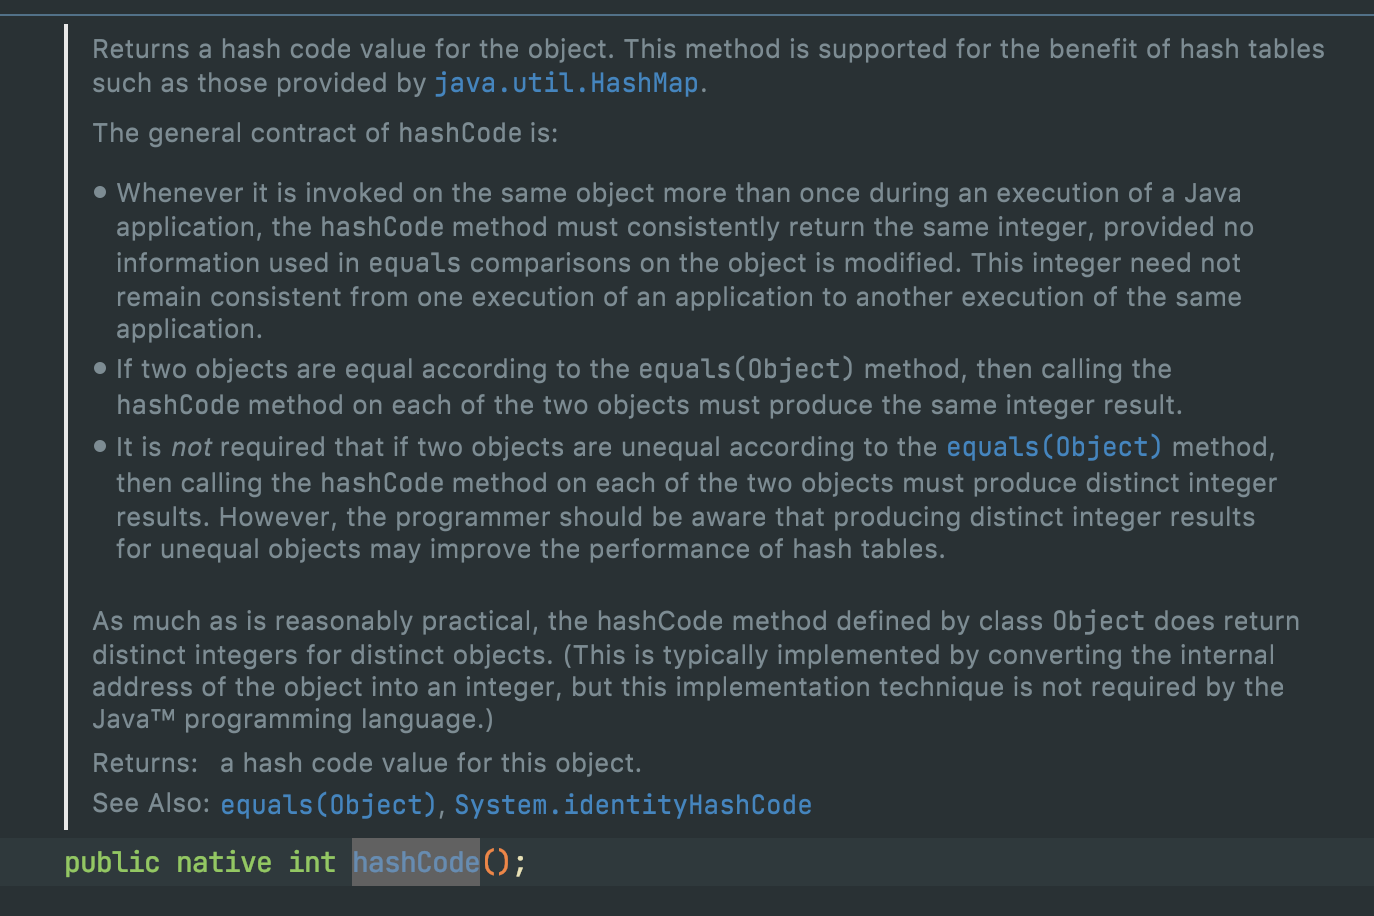 Returns a hash code value for the object. This method is supported for the benefit of hash tables
such as those provided by java.util.HashMap.
The general contract of hashCode is:
• Whenever it is invoked on the same object more than once during an execution of a Java
application, the hashCode method must consistently return the same integer, provided no
information used in equals comparisons on the object is modified. This integer need not
remain consistent from one execution of an application to another execution of the same
application.
• If two objects are equal according to the equals(Object) method, then calling the
hashCode method on each of the two objects must produce the same integer result.
• It is not required that if two objects are unequal according to the equals(Object) method,
then calling the hashCode method on each of the two objects must produce distinct integer
results. However, the programmer should be aware that producing distinct integer results
for unequal objects may improve the performance of hash tables.
As much as is reasonably practical, the hashCode method defined by class Object does return
distinct integers for distinct objects. (This is typically implemented by converting the internal
address of the object into an integer, but this implementation technique is not required by the
Java™ programming language.)
Returns: a hash code value for this object.
See Also: equals(Object), System.identityHashCode
public native int hashCode();